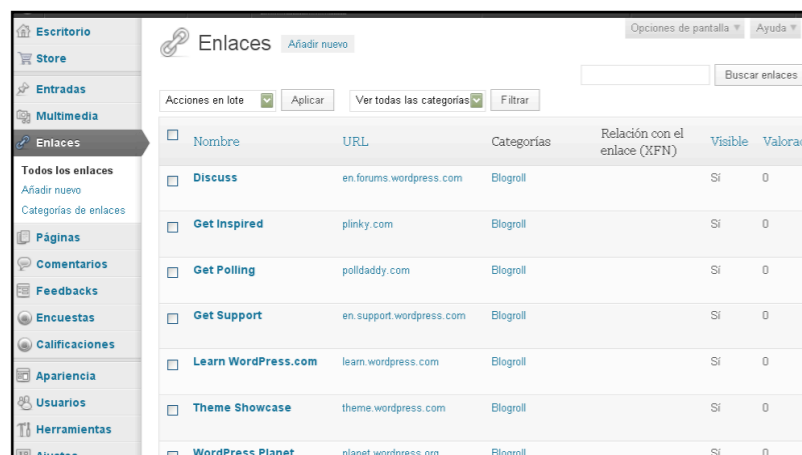 Escritorio
Store
Entradas
Multimedia
Enlaces
Todos los enlaces
Añadir nuevo
Categorías de enlaces
Páginas
Comentarios
Feedbacks
Encuestas
Calificaciones
Apariencia
Usuarios
Herramientas
Ajustes
Opciones de pantalla Ayuda
Enlaces Añadir nuevo
Buscar enlaces
Acciones en lote Aplicar Ver todas las categorías Filtrar
Nombre URL Categorías Relación con el enlace (XFN) Visible
Discuss en.forums.wordpress.com Blogroll Sí 0
Get Inspired plinky.com Blogroll Sí 0
Get Polling polldaddy.com Blogroll Sí 0
Get Support en.support.wordpress.com Blogroll Sí 0
Learn WordPress.com learn.wordpress.com Blogroll Sí 0
Theme Showcase theme.wordpress.com Blogroll Sí 0
WordPress Planet planet.wordpress.org Blogroll Sí 0